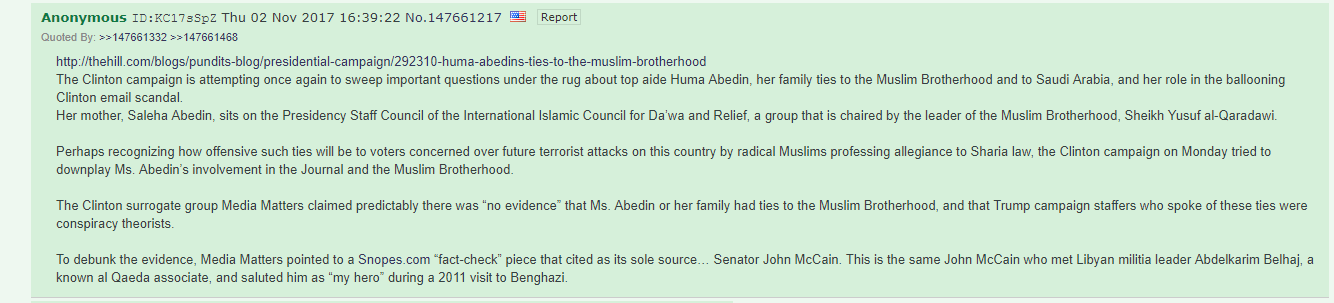 Anonymous ID:KC17sSpZ Thu 02 Nov 2017 16:39:22 No.147661217 Report
Quoted By: >>147661332 >>147661468
http://thehill.com/blogs/pundits-blog/presidential-campaign/292310-huma-abedins-ties-to-the-muslim-brotherhood
The Clinton campaign is attempting once again to sweep important questions under the rug about top aide Huma Abedin, her family ties to the Muslim Brotherhood and to Saudi Arabia, and her role in the ballooning
Clinton email scandal.
Her mother, Saleha Abedin, sits on the Presidency Staff Council of the International Islamic Council for Da’wa and Relief, a group that is chaired by the leader of the Muslim Brotherhood, Sheikh Yusuf al-Qaradawi.
Perhaps recognizing how offensive such ties will be to voters concerned over future terrorist attacks on this country by radical Muslims professing allegiance to Sharia law, the Clinton campaign on Monday tried to
downplay Ms. Abedin’s involvement in the Journal and the Muslim Brotherhood.
The Clinton surrogate group Media Matters claimed predictably there was “no evidence” that Ms. Abedin or her family had ties to the Muslim Brotherhood, and that Trump campaign staffers who spoke of these ties were
conspiracy theorists.
To debunk the evidence, Media Matters pointed to a Snopes.com “fact-check” piece that cited as its sole source… Senator John McCain. This is the same John McCain who met Libyan militia leader Abdelkarim Belhaj, a
known al Qaeda associate, and saluted him as “my hero” during a 2011 visit to Benghazi.